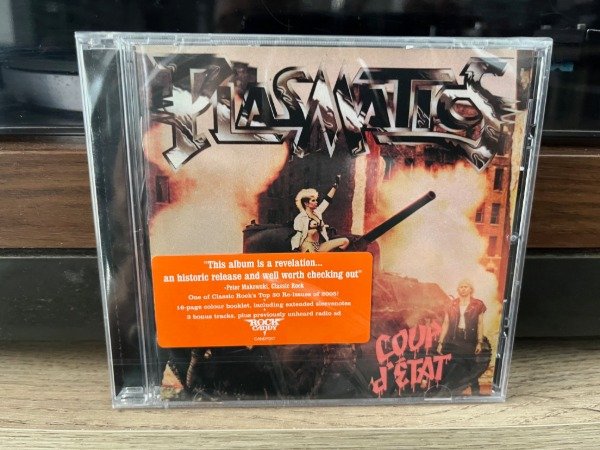 PLASMATICS
"This album is a revelation...
an historic release and well worth checking out"
-Peter Makowski, Classic Rock
One of Classic Rock's Top 30 Re-Issues of 2005!
16-page colour booklet, including extended sleevenotes
3 bonus tracks, plus previously unheard radio ad
ROCK
CANDY
COUP
d'ÉTAT